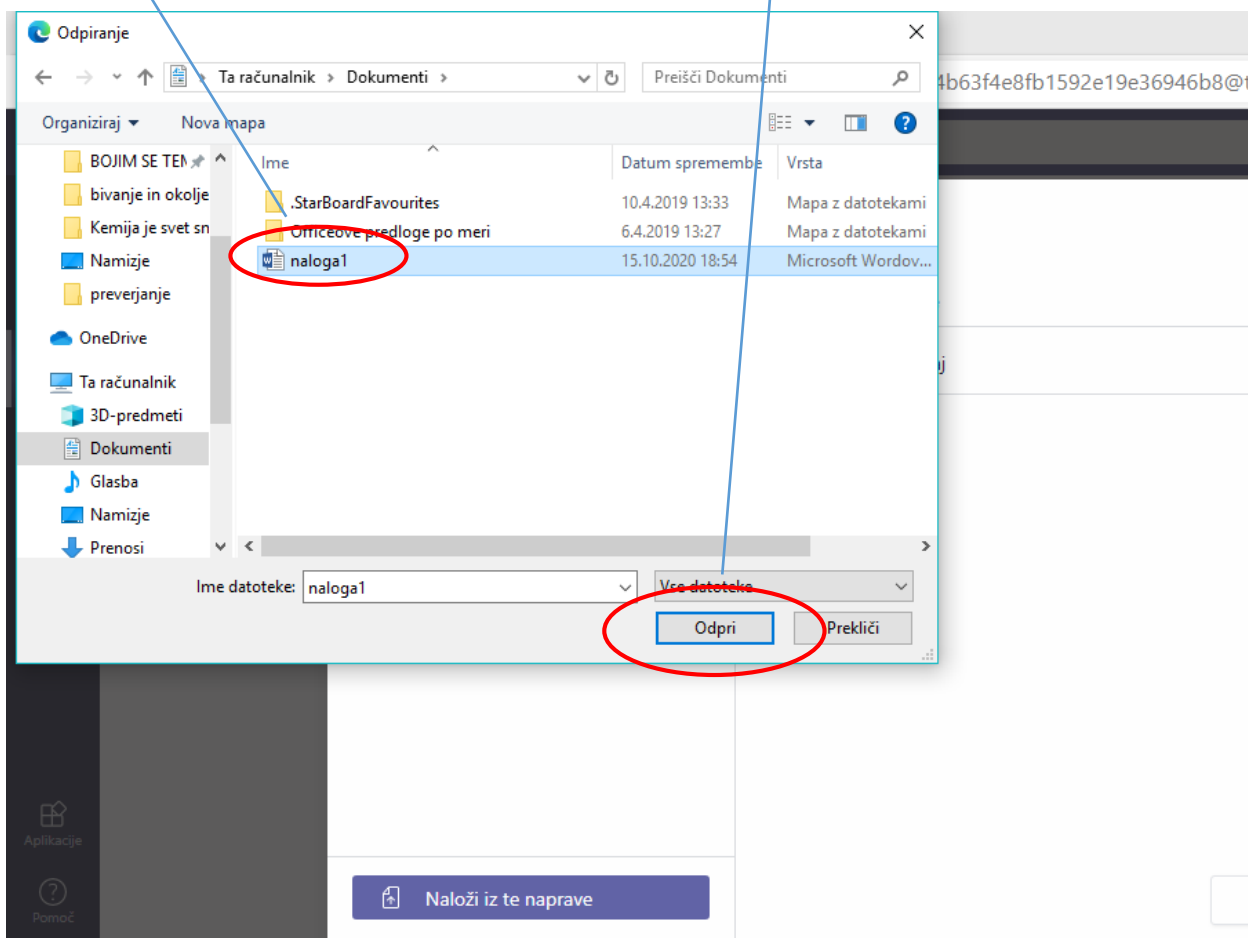 Odpiranje
Ta računalnik › Dokumenti ›
Preišči Dokumenti
4b63f4e8fb1592e19e36946b8@t
Organiziraj
Nova mapa
Ime
Datum spremembe
Vrsta
BOJIM SE TEM
bivanje in okolje
Kemija je svet sn
Namizje
preverjanje
OneDrive
Ta računalnik
3D-predmeti
Dokumenti
Glasba
Namizje
Prenosi
.StarBoardFavourites 10.4.2019 13:33 Mapa z datotekami
Officeove predloge po meri 6.4.2019 13:27 Mapa z datotekami
naloga1 15.10.2020 18:54 Microsoft Wordov...
Ime datoteke: naloga1
Vse datoteke
Odpri
Prekliči
Aplikacije
Pomoč
Naloži iz te naprave